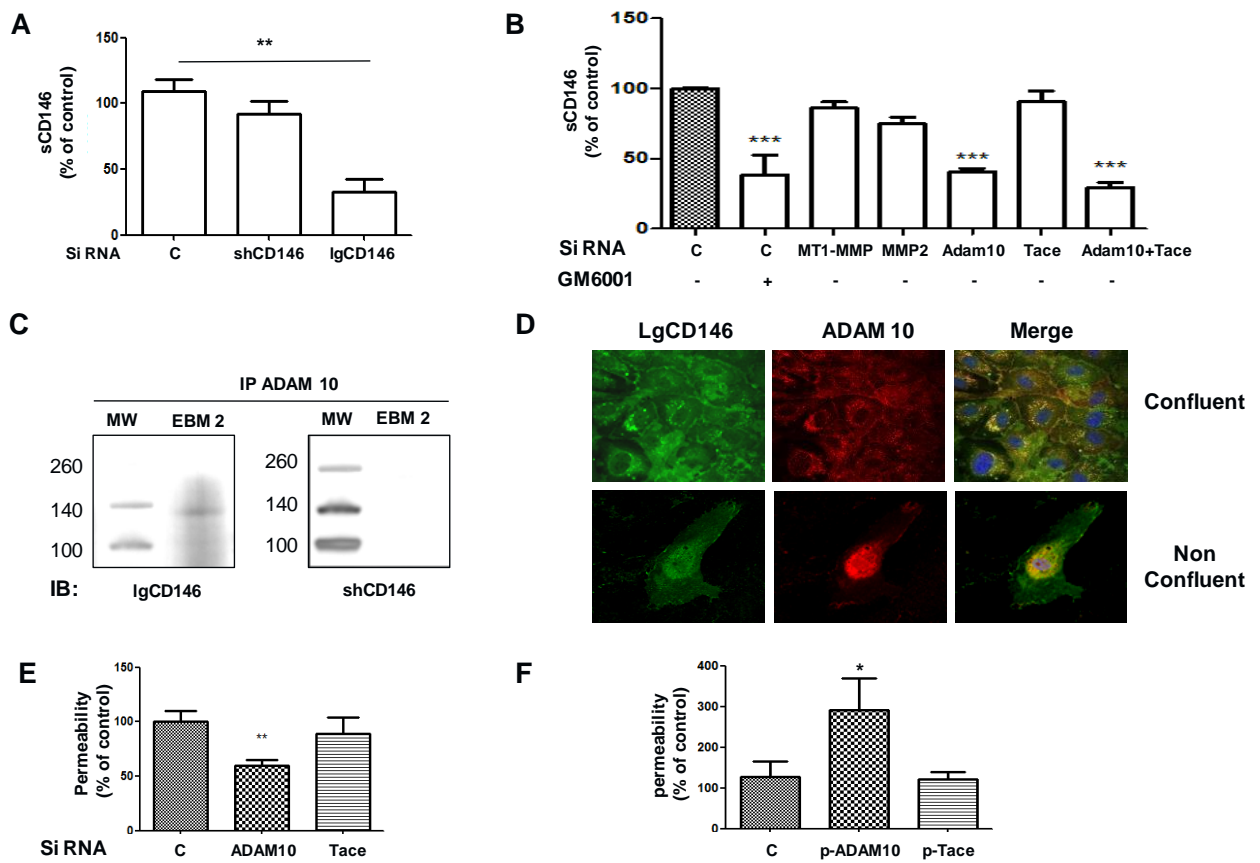 A
150
100
50
0
sCD146
(% of control)
**
Si RNA C shCD146 lgCD146
B
150
100
50
0
sCD146
(% of control)
*** *** ***
Si RNA C C MT1-MMP MMP2 Adam10 Tace Adam10+Tace
GM6001 - + - - - - -
C
IP ADAM 10
MW EBM 2 MW EBM 2
260 260
140 140
100 100
IB: lgCD146 shCD146
D
LgCD146 ADAM 10 Merge
Confluent
Non
Confluent
E
150
100
50
0
Permeability
(% of control)
**
Si RNA C ADAM10 Tace
F
400
300
200
100
0
permeability
(% of control)
*
C p-ADAM10 p-Tace